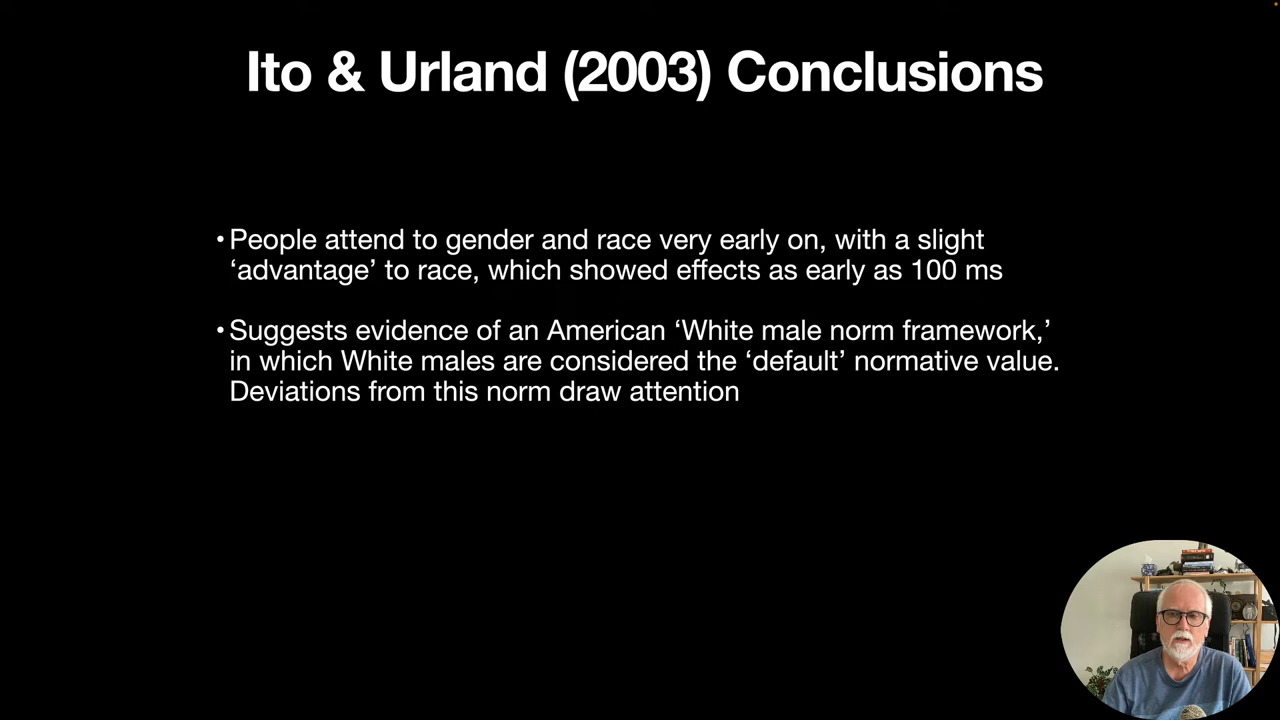 Ito & Urland (2003) Conclusions
• People attend to gender and race very early on, with a slight
‘advantage’ to race, which showed effects as early as 100 ms
• Suggests evidence of an American ‘White male norm framework,’
in which White males are considered the ‘default’ normative value.
Deviations from this norm draw attention